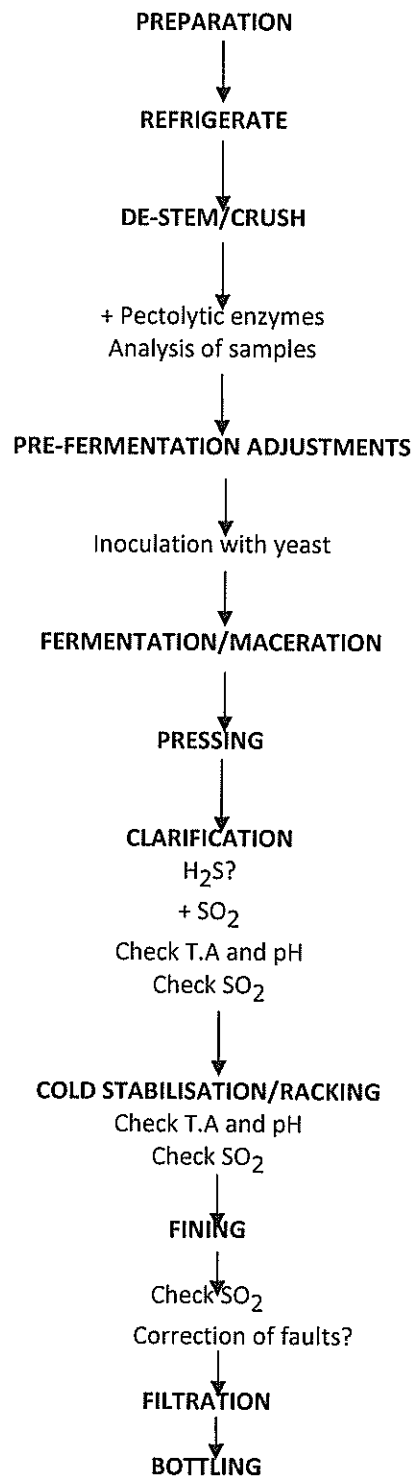 PREPARATION
REFRIGERATE
DE-STEM/CRUSH
+ Pectolytic enzymes
Analysis of samples
PRE-FERMENTATION ADJUSTMENTS
Inoculation with yeast
FERMENTATION/MACERATION
PRESSING
CLARIFICATION
H2S?
+ SO2
Check T.A and pH
Check SO2
COLD STABILISATION/RACKING
Check T.A and pH
Check SO2
FINING
Check SO2
Correction of faults?
FILTRATION
BOTTLING